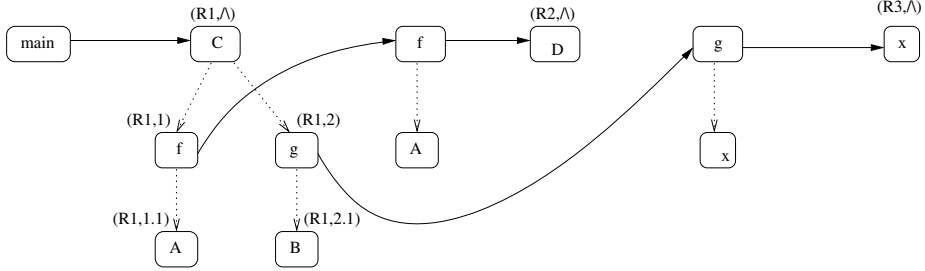 (R1,/\)
(R2,/\)
(R3,/\)
main
C
f
D
g
x
(R1,1)
(R1,2)
f
g
A
x
(R1,1.1)
(R1,2.1)
A
B